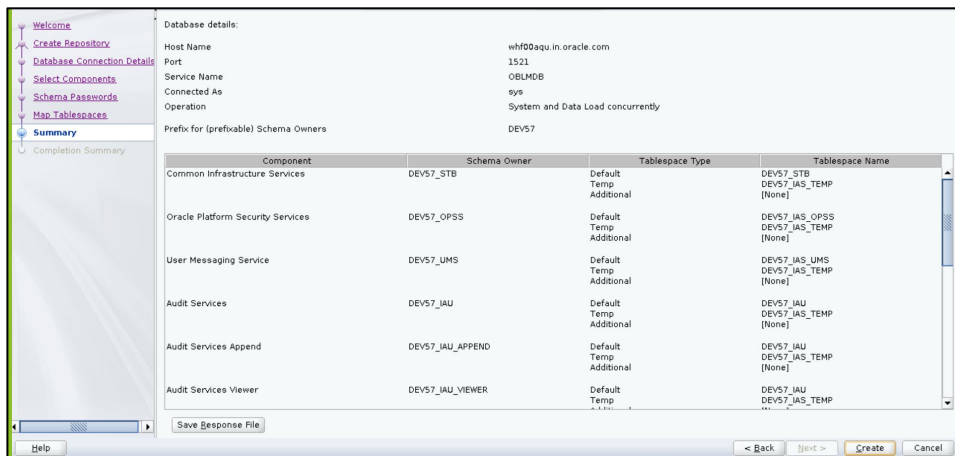 Welcome
Create Repository
Database Connection Details
Select Components
Schema Passwords
Map Tablespaces
Summary
Completion Summary
Database details:
Host Name whf00aqu.in.oracle.com
Port 1521
Service Name OBLMDB
Connected As sys
Operation System and Data Load concurrently
Prefix for (prefixable) Schema Owners DEV57
Component Schema Owner Tablespace Type Tablespace Name
Common Infrastructure Services DEV57_STB Default DEV57_STB
Temp DEV57_IAS_TEMP
Additional [None]
Oracle Platform Security Services DEV57_OPSS Default DEV57_IAS_OPSS
Temp DEV57_IAS_TEMP
Additional [None]
User Messaging Service DEV57_UMS Default DEV57_IAS_UMS
Temp DEV57_IAS_TEMP
Additional [None]
Audit Services DEV57_IAU Default DEV57_IAU
Temp DEV57_IAS_TEMP
Additional [None]
Audit Services Append DEV57_IAU_APPEND Default DEV57_IAU
Temp DEV57_IAS_TEMP
Additional [None]
Audit Services Viewer DEV57_IAU_VIEWER Default DEV57_IAU
Temp DEV57_IAS_TEMP
Save Response File
Help < Back Next > Create Cancel